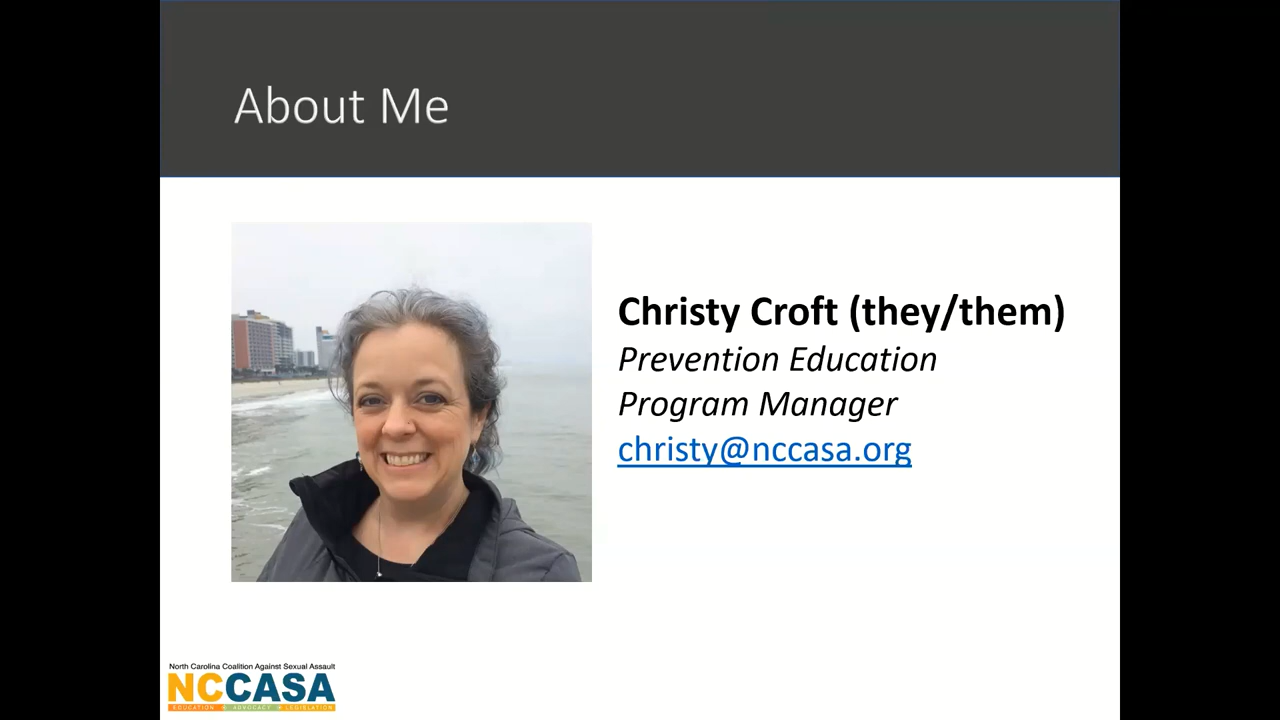 About Me
Christy Croft (they/them)
Prevention Education
Program Manager
christy@nccasa.org
North Carolina Coalition Against Sexual Assault
NCCASA
EDUCATION ADVOCACY LEGISLATION